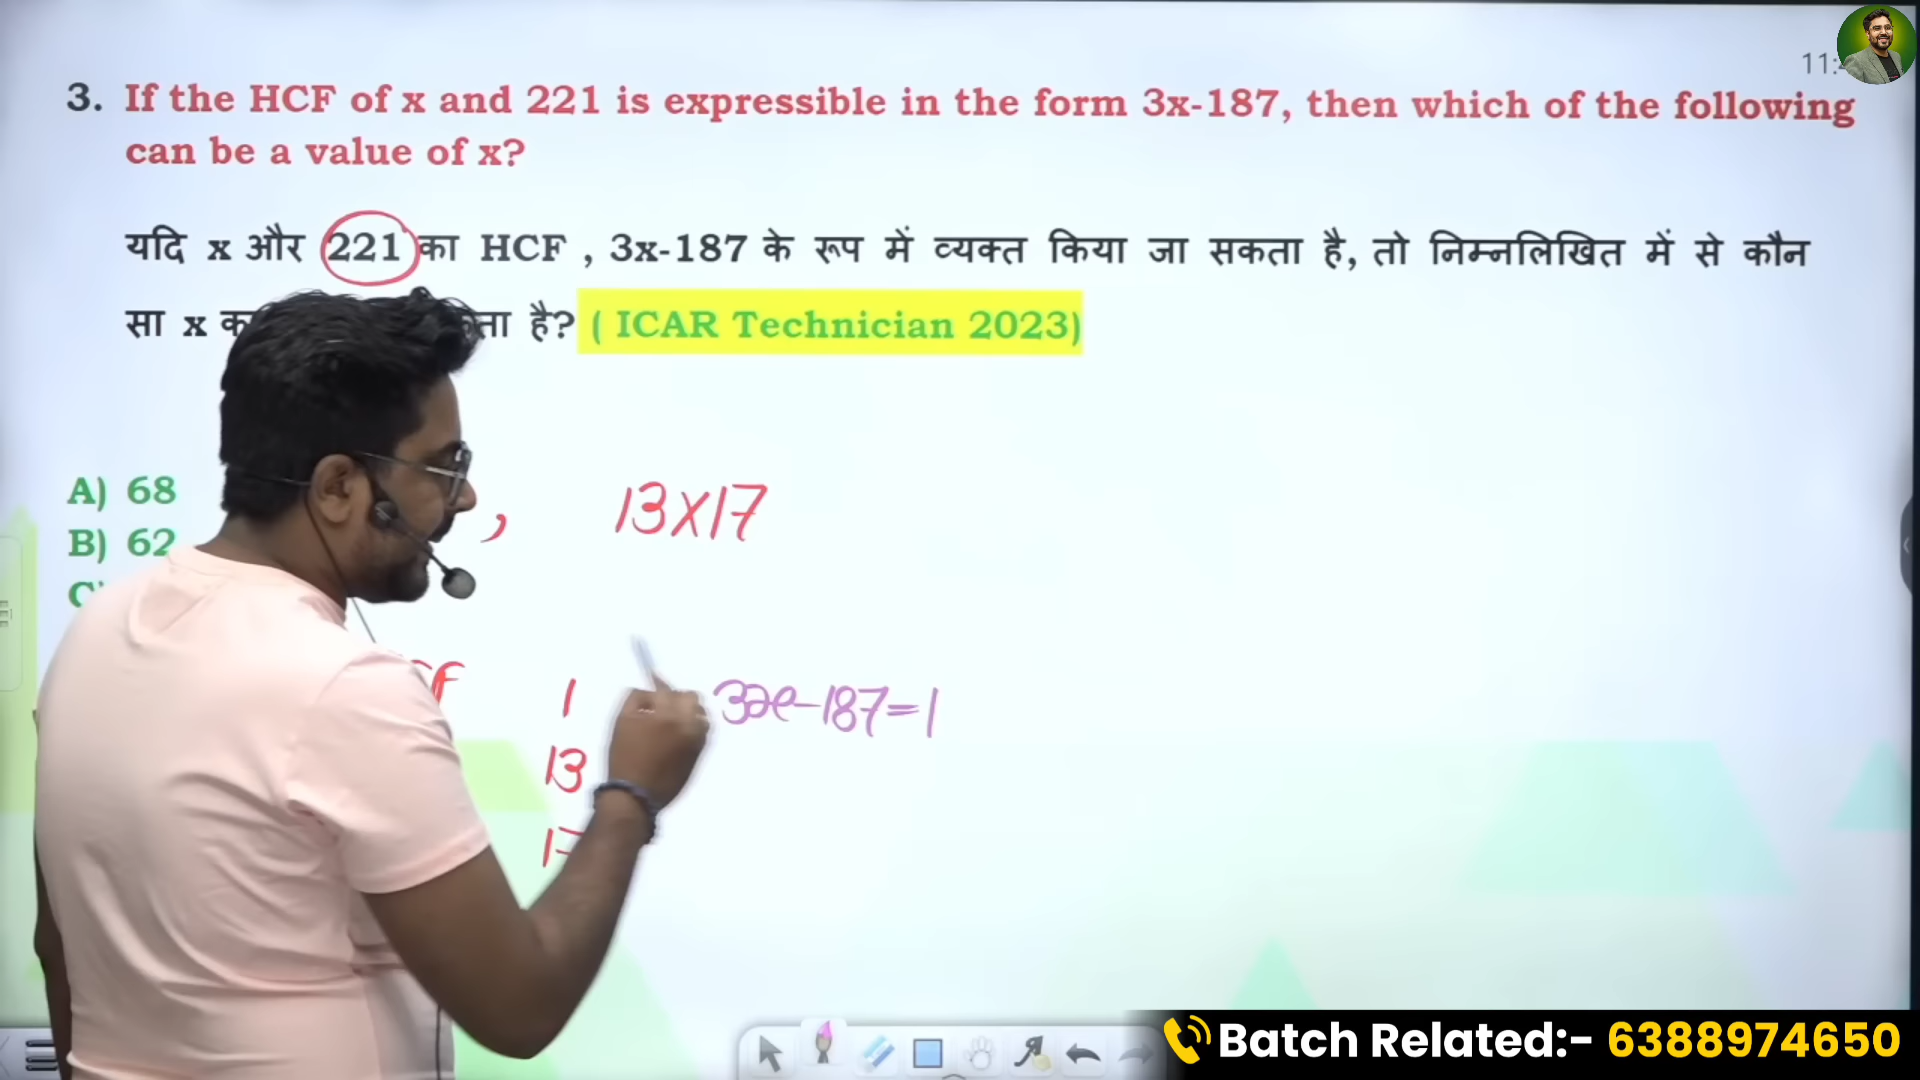 11:
3. If the HCF of x and 221 is expressible in the form 3x-187, then which of the following
can be a value of x?
यदि x और 221 का HCF , 3x-187 के रूप में व्यक्त किया जा सकता है, तो निम्नलिखित में से कौन
सा x है? ( ICAR Technician 2023)
A) 68
, 13X17
B) 62
C)
1 3x-187=1
13
17
Batch Related:- 6388974650